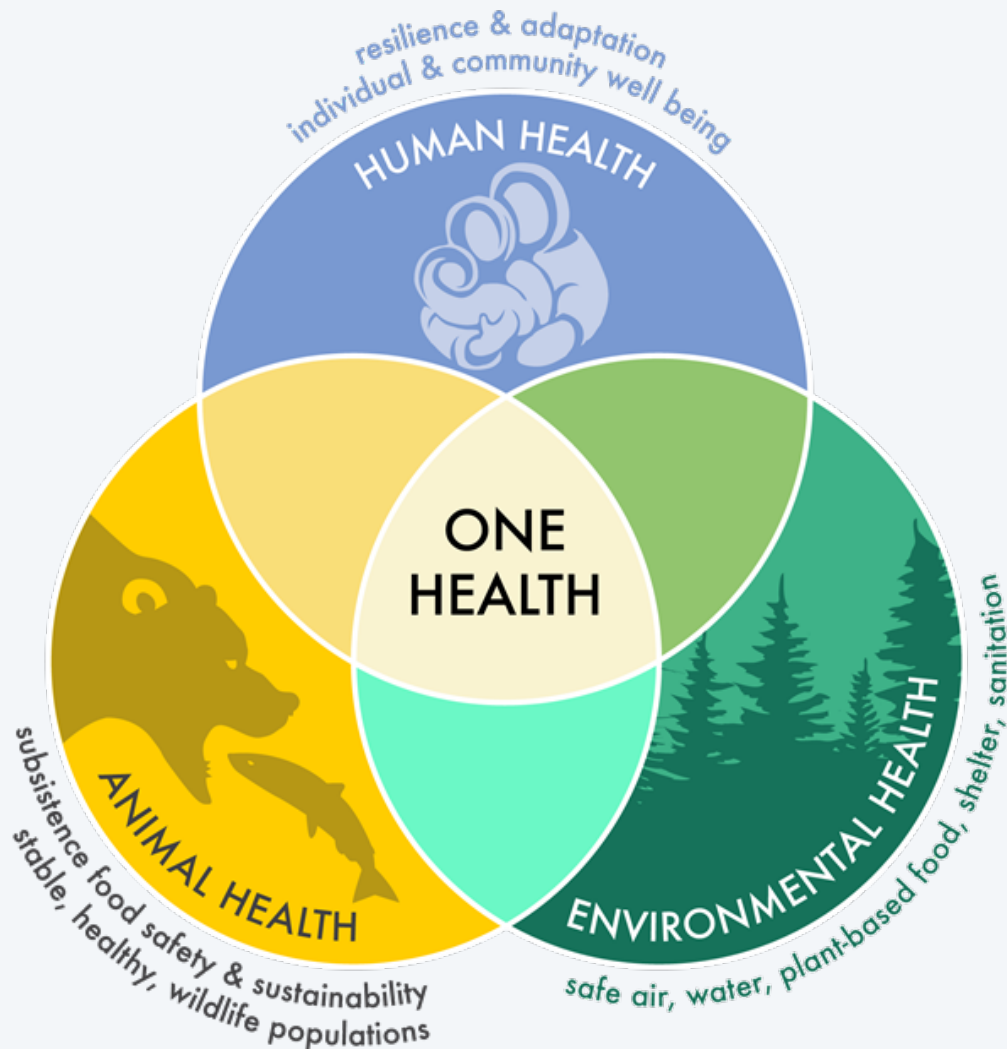 resilience & adaptation
individual & community well being
HUMAN HEALTH
ONE
HEALTH
ANIMAL HEALTH
subsistence food safety & sustainability
stable, healthy, wildlife populations
ENVIRONMENTAL HEALTH
safe air, water, plant-based food, shelter, sanitation